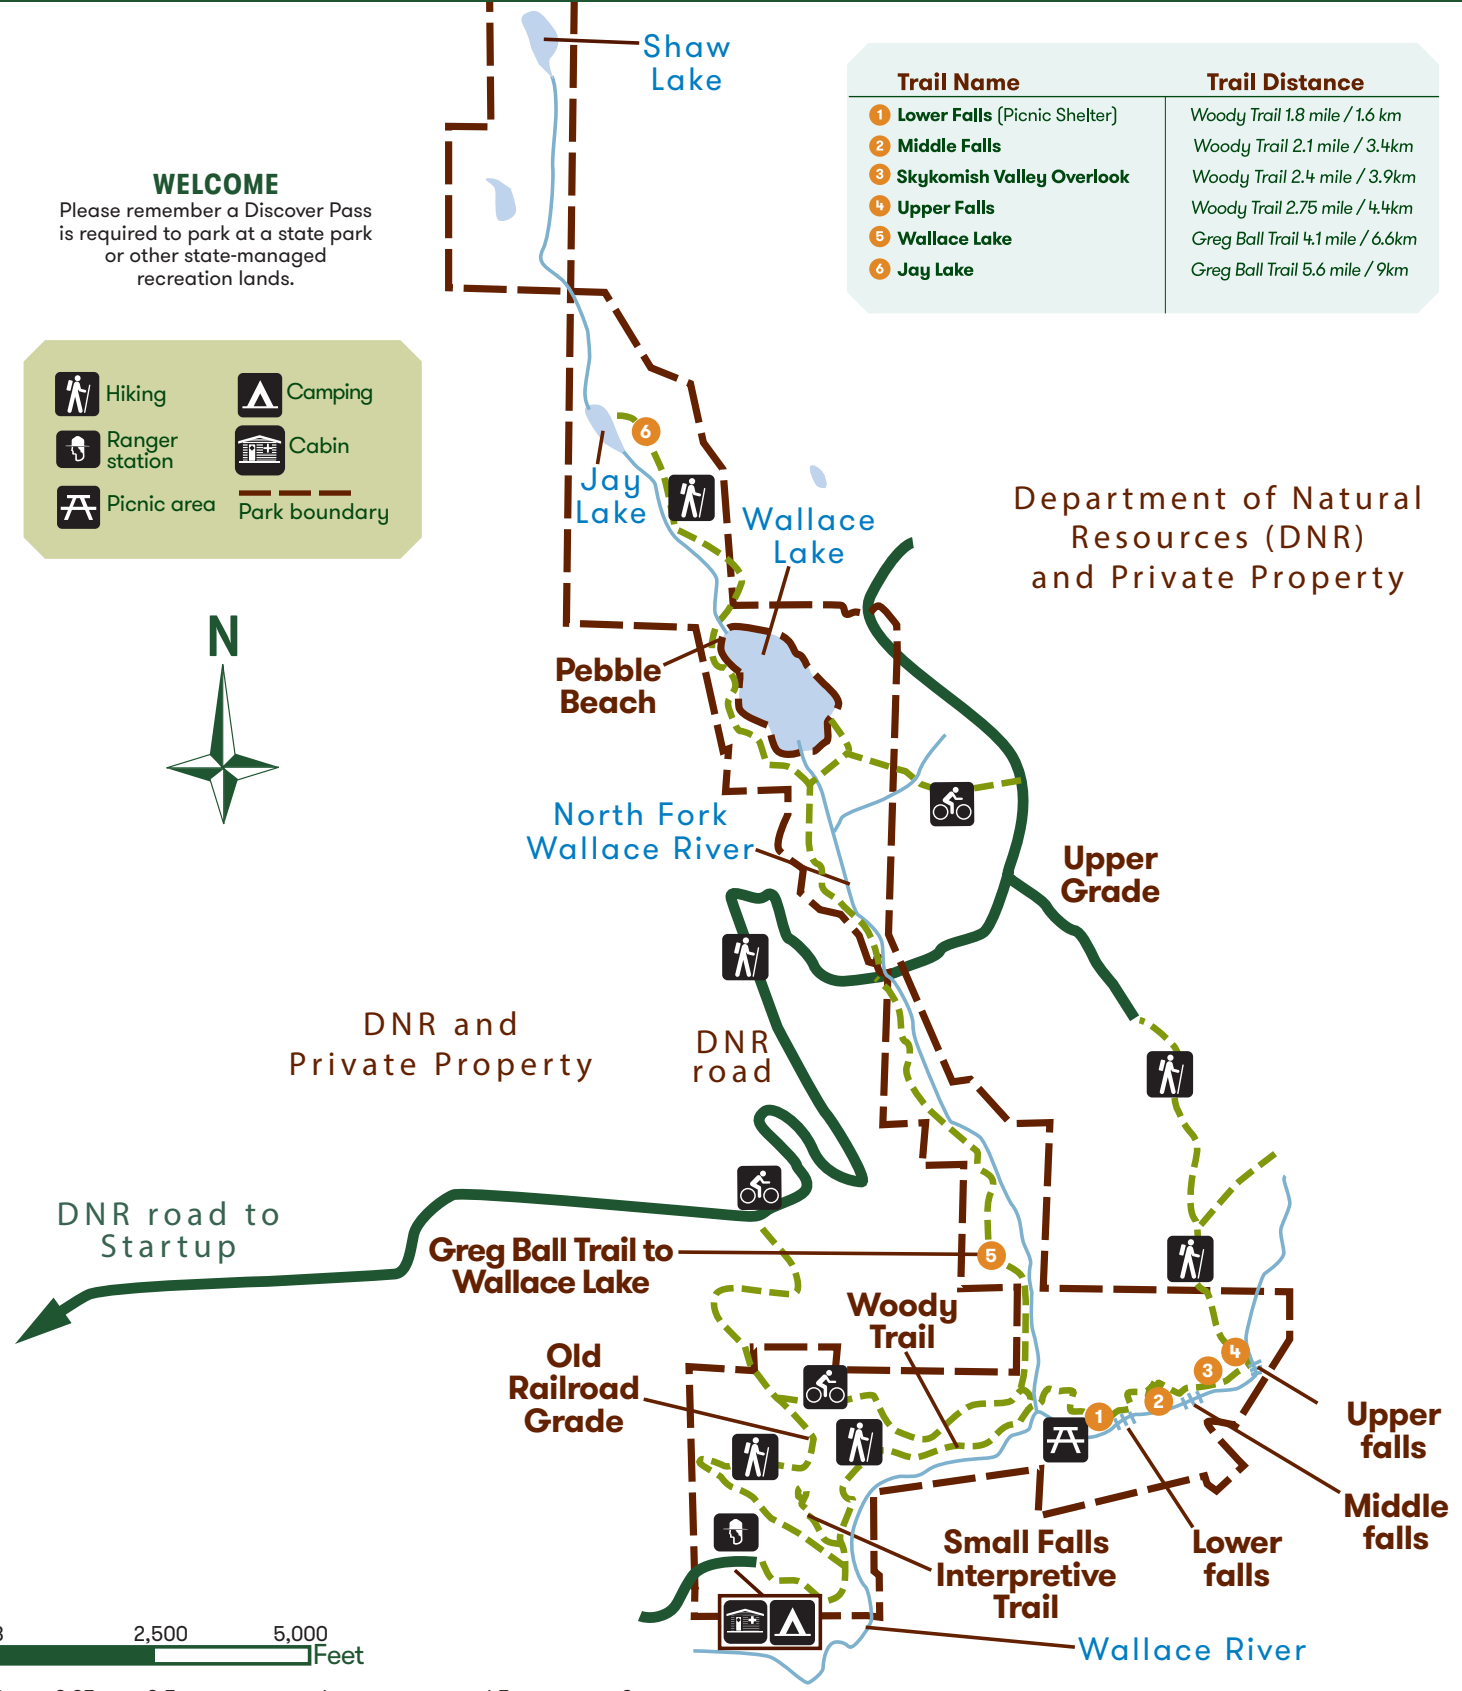 Shaw
Lake
Trail Name Trail Distance
1 Lower Falls (Picnic Shelter) Woody Trail 1.8 mile / 1.6 km
2 Middle Falls Woody Trail 2.1 mile / 3.4km
3 Skykomish Valley Overlook Woody Trail 2.4 mile / 3.9km
4 Upper Falls Woody Trail 2.75 mile / 4.4km
5 Wallace Lake Greg Ball Trail 4.1 mile / 6.6km
6 Jay Lake Greg Ball Trail 5.6 mile / 9km
WELCOME
Please remember a Discover Pass
is required to park at a state park
or other state-managed
recreation lands.
Hiking
Camping
Ranger
station
Cabin
Picnic area
Park boundary
6
Jay
Lake
Wallace
Lake
Department of Natural
Resources (DNR)
and Private Property
N
Pebble
Beach
North Fork
Wallace River
Upper
Grade
DNR and
Private Property
DNR
road
DNR road to
Startup
Greg Ball Trail to
Wallace Lake
5
Woody
Trail
Old
Railroad
Grade
4
3
2
1
Upper
falls
Middle
falls
Lower
falls
Small Falls
Interpretive
Trail
Wallace River
2,500 5,000
Feet